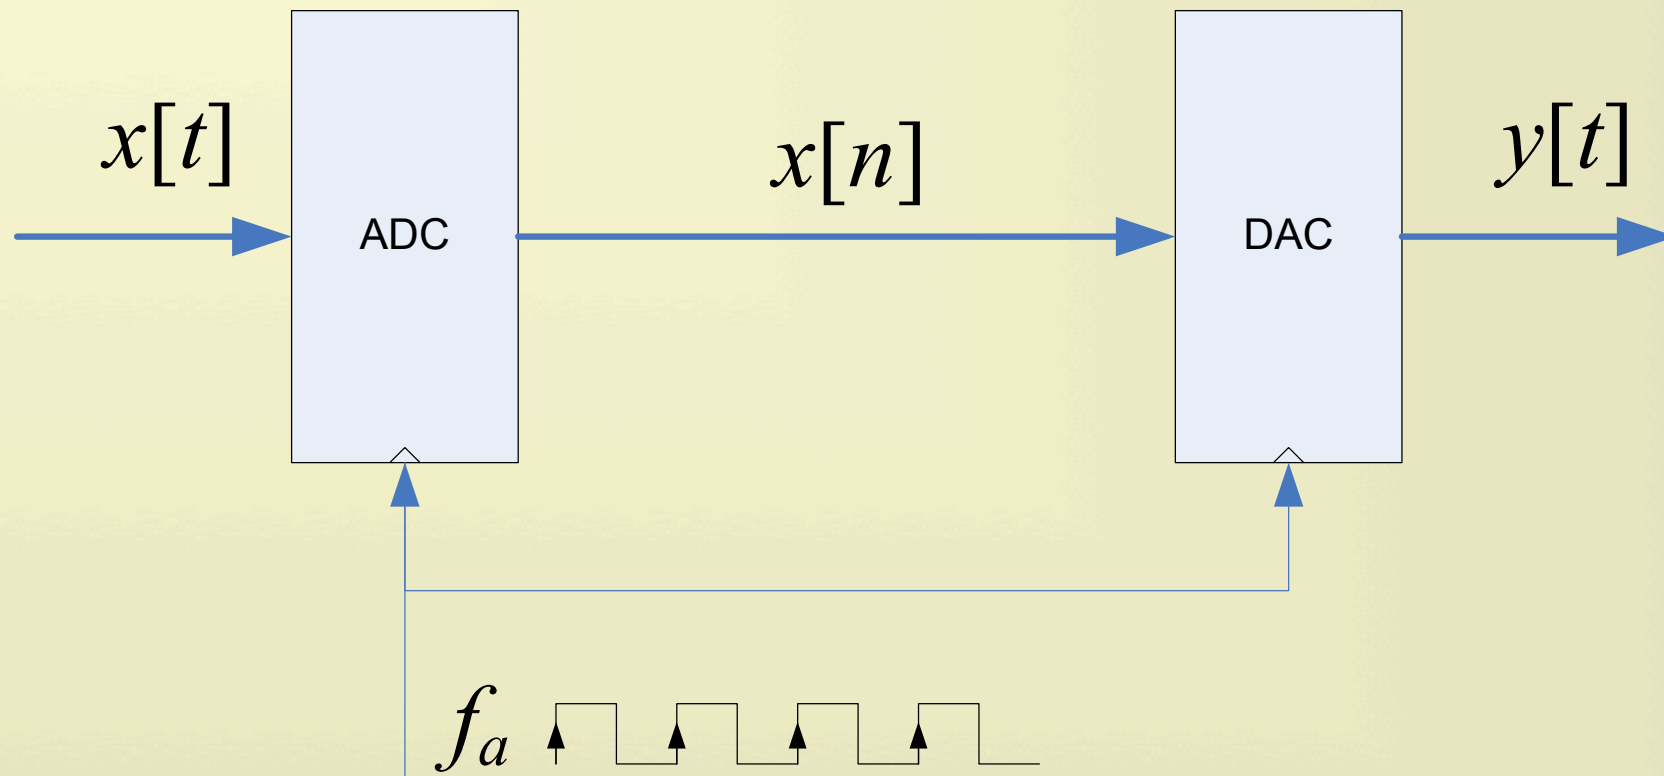 x[t]
x[n]
y[t]
ADC
DAC
fₐ